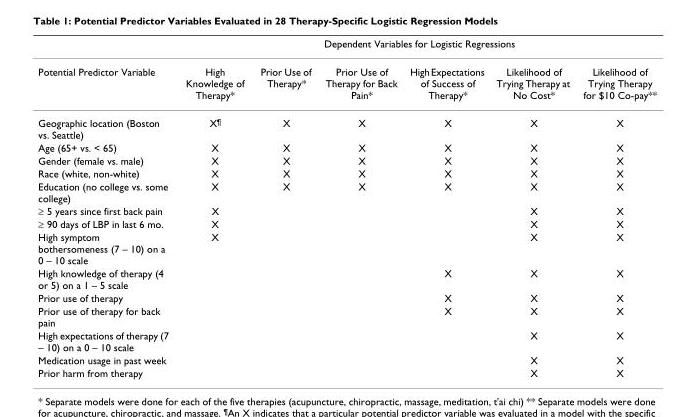 Table 1: Potential Predictor Variables Evaluated in 28 Therapy-Specific Logistic Regression Models
Dependent Variables for Logistic Regressions
Potential Predictor Variable High Prior Use of Prior Use of High Expectations Likelihood of Likelihood of
Knowledge of Therapy* Therapy for Back of Success of Trying Therapy at Trying Therapy
Therapy* Pain* Therapy* No Cost* for $10 Co-pay**
Geographic location (Boston X¶ X X X X X
vs. Seattle)
Age (65+ vs. < 65) X X X X X X
Gender (female vs. male) X X X X X X
Race (white, non-white) X X X X X X
Education (no college vs. some X X X X X X
college)
≥ 5 years since first back pain X X X
≥ 90 days of LBP in last 6 mo. X X X
High symptom X X X
bothersomeness (7 – 10) on a
0 – 10 scale
High knowledge of therapy (4 X X X
or 5) on a 1 – 5 scale
Prior use of therapy X X X
Prior use of therapy for back X X X
pain
High expectations of therapy (7 X X
– 10) on a 0 – 10 scale
Medication usage in past week X X
Prior harm from therapy X X
* Separate models were done for each of the five therapies (acupuncture, chiropractic, massage, meditation, t'ai chi) ** Separate models were done
for acupuncture, chiropractic, and massage. ¶An X indicates that a particular potential predictor variable was evaluated in a model with the specific